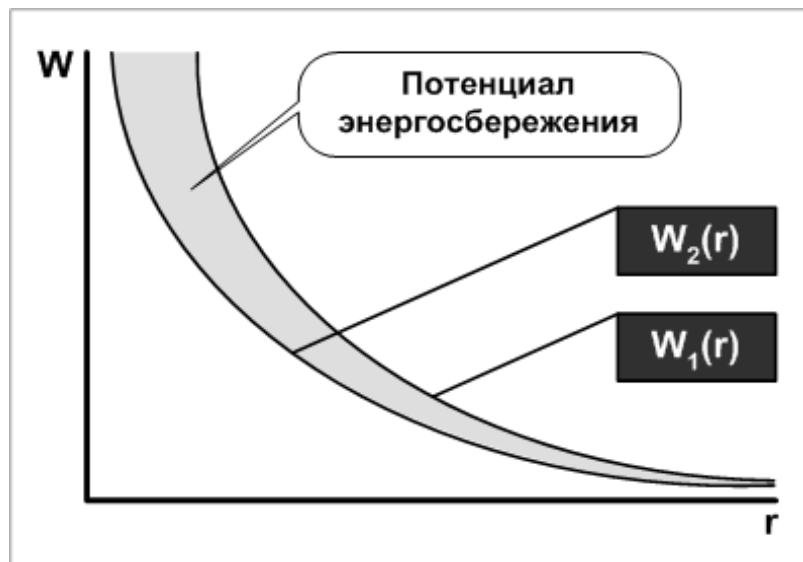 W
Потенциал
энергосбережения
W₂(r)
W₁(r)
r